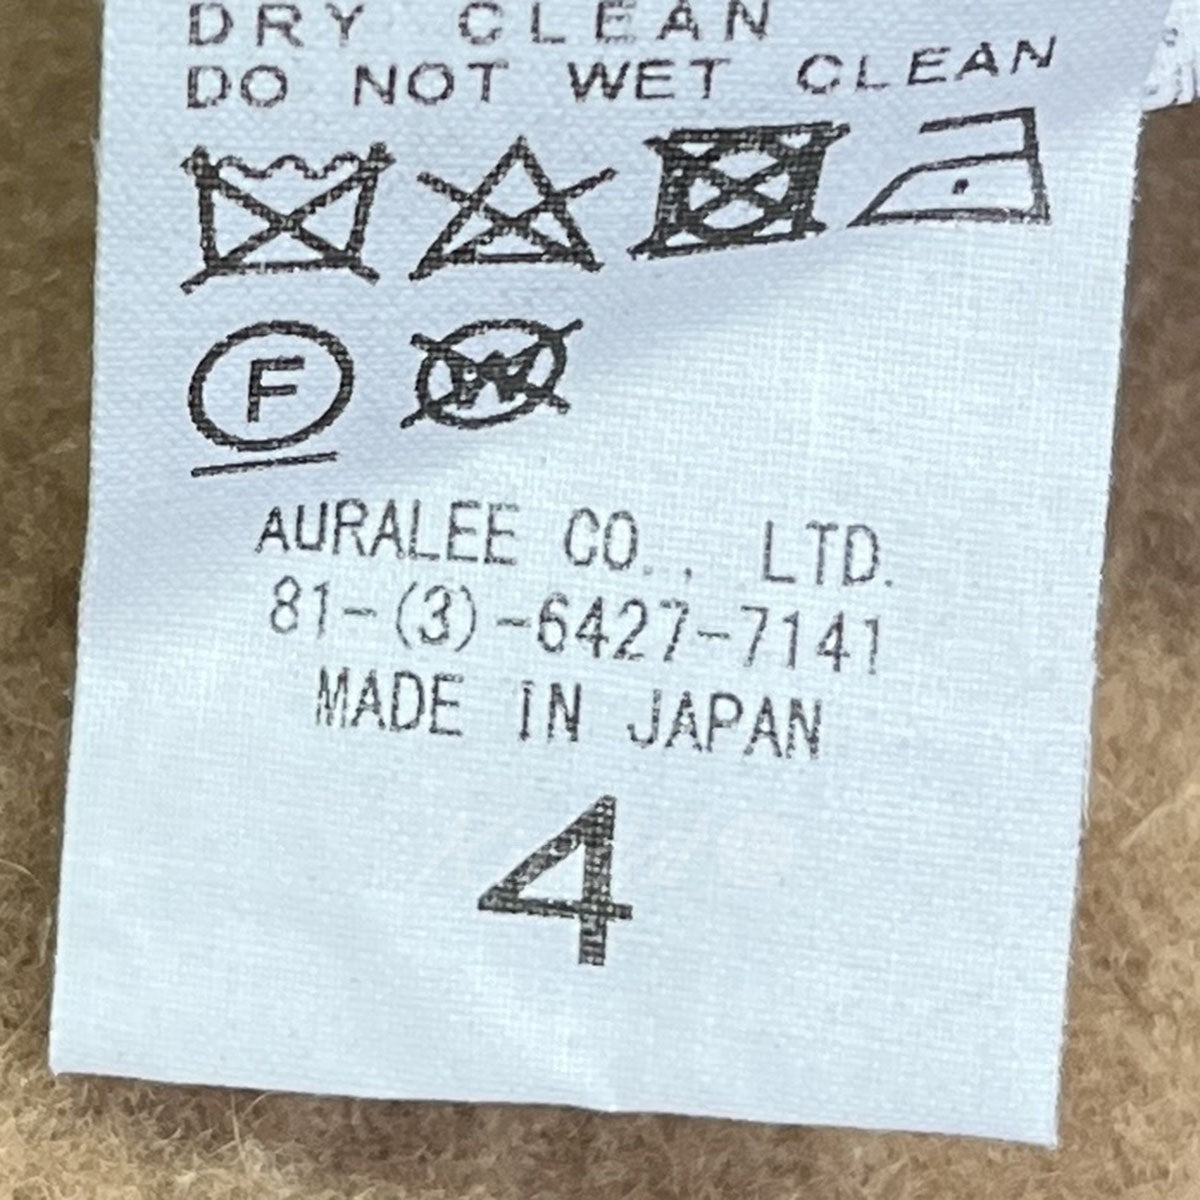 DRY CLEAN
DO NOT WET CLEAN
F W
AURALEE CO., LTD.
81-(3)-6427-7141
MADE IN JAPAN
4